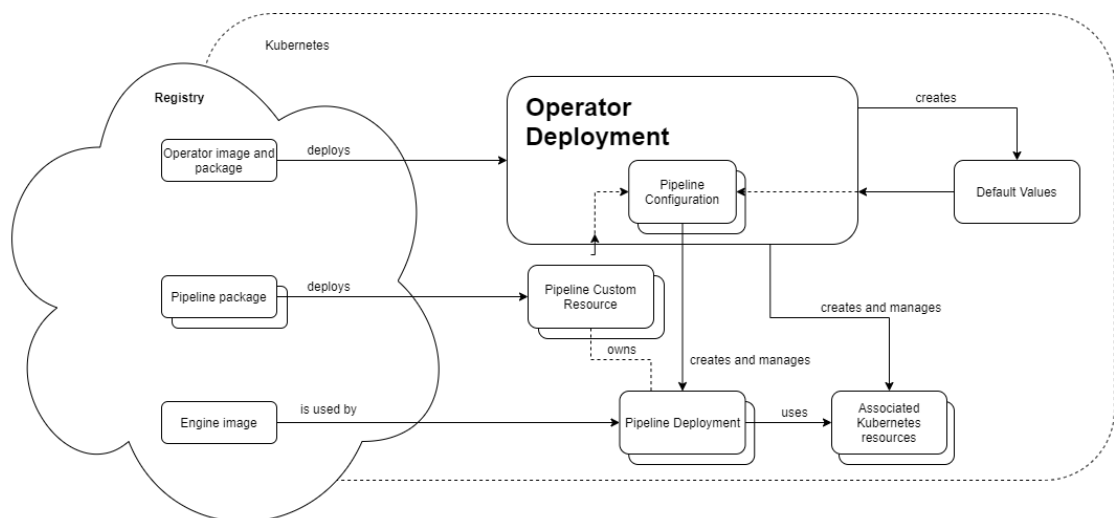 Kubernetes
Registry
Operator image and
package
deploys
Operator
Deployment
creates
Pipeline
Configuration
Default Values
Pipeline package
deploys
Pipeline Custom
Resource
creates and manages
owns
creates and manages
Engine image
is used by
Pipeline Deployment
uses
Associated
Kubernetes
resources